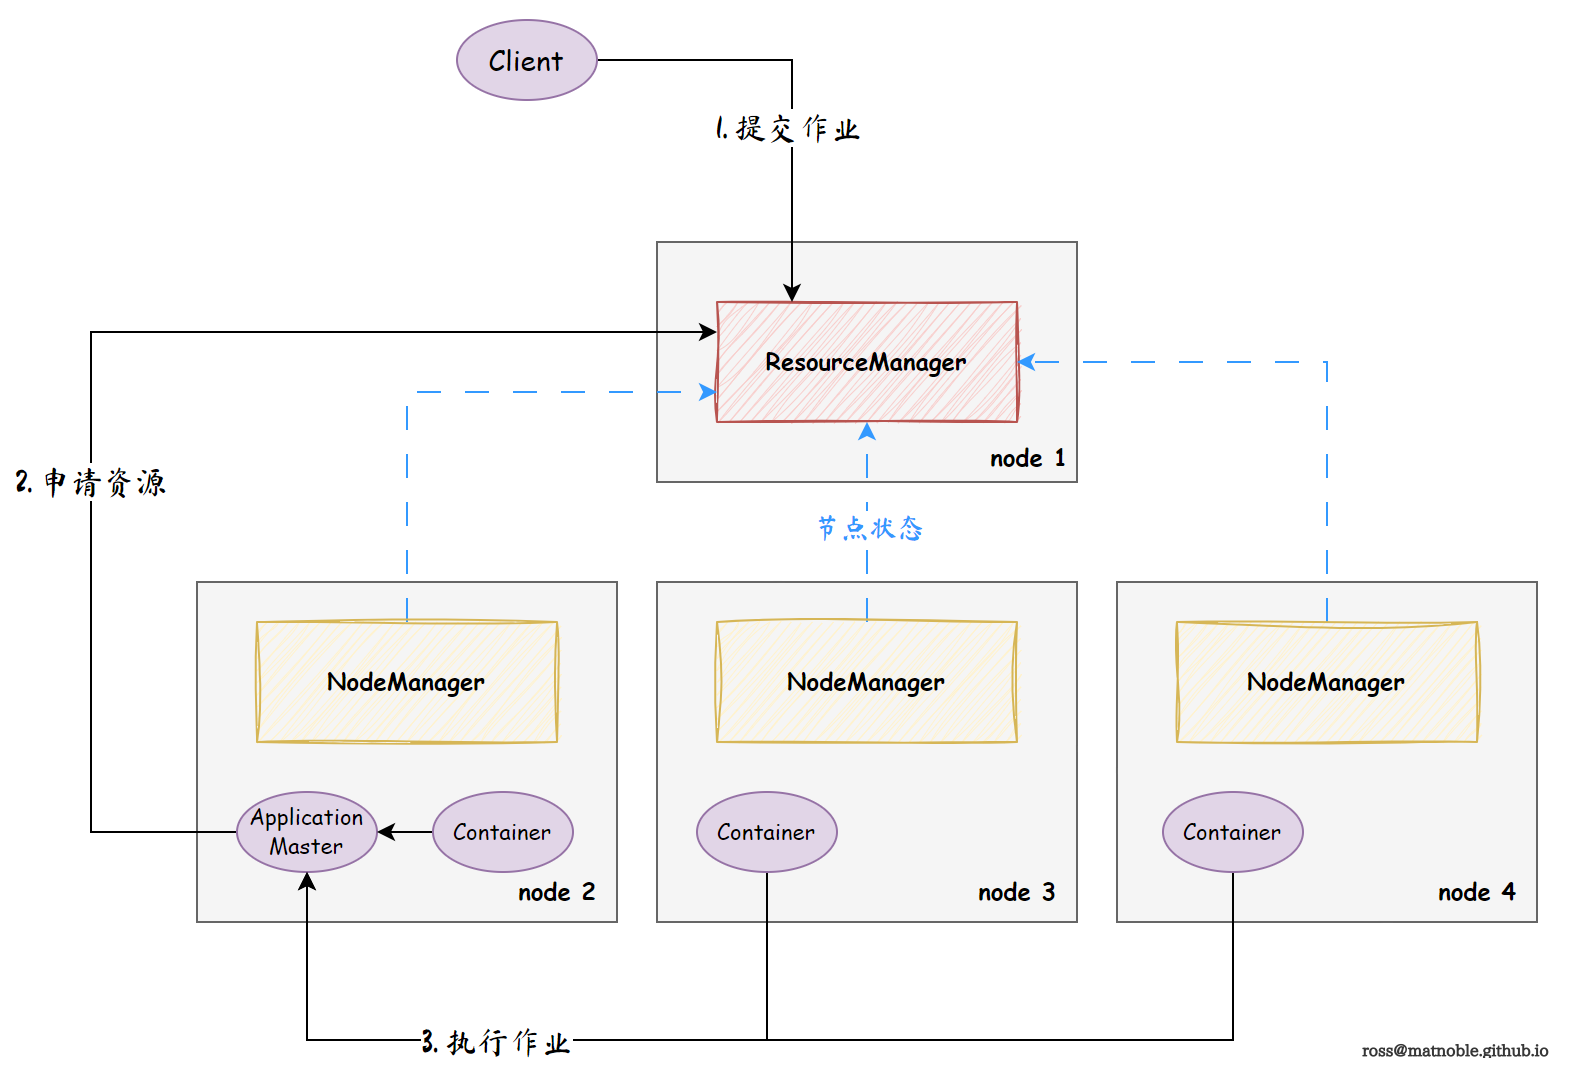 Client
1.提交作业
ResourceManager
node 1
2.申请资源
节点状态
NodeManager
NodeManager
NodeManager
Application
Master
Container
Container
Container
node 2
node 3
node 4
3.执行作业
ross@matnoble.github.io